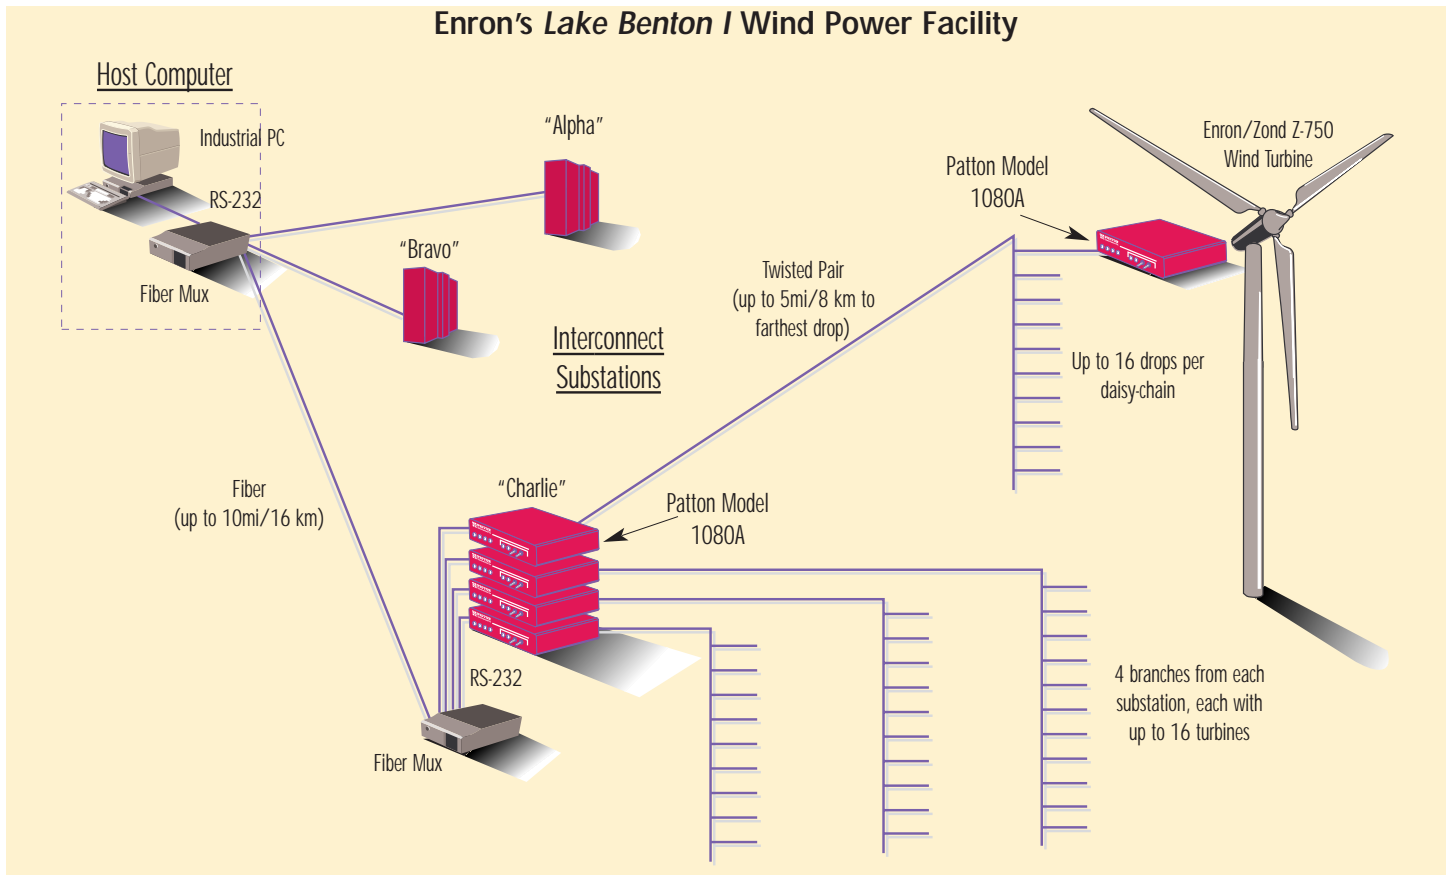 Enron's Lake Benton I Wind Power Facility
Host Computer
Industrial PC
RS-232
Fiber Mux
"Alpha"
"Bravo"
Interconnect
Substations
Fiber
(up to 10mi/16 km)
"Charlie"
Patton Model
1080A
RS-232
Fiber Mux
Twisted Pair
(up to 5mi/8 km to
farthest drop)
Patton Model
1080A
Enron/Zond Z-750
Wind Turbine
Up to 16 drops per
daisy-chain
4 branches from each
substation, each with
up to 16 turbines